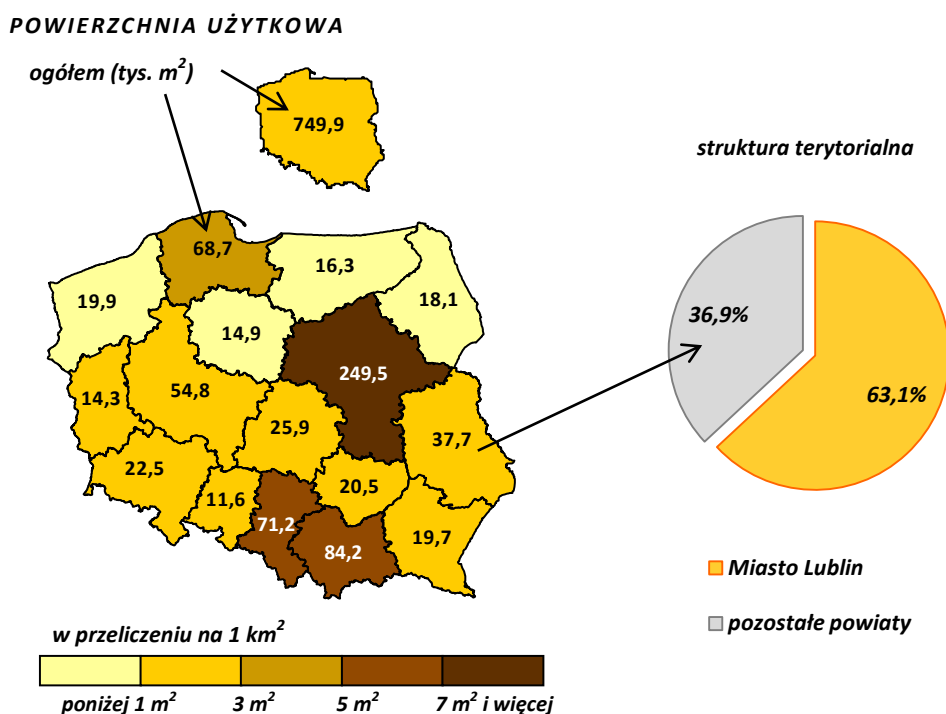 POWIERZCHNIA UŻYTKOWA
ogółem (tys. m²)
749,9
struktura terytorialna
68,7
16,3
19,9
18,1
14,9
36,9%
249,5
14,3
54,8
63,1%
25,9
37,7
22,5
20,5
11,6
71,2
19,7
84,2
Miasto Lublin
pozostałe powiaty
w przeliczeniu na 1 km²
poniżej 1 m² 3 m² 5 m² 7 m² i więcej